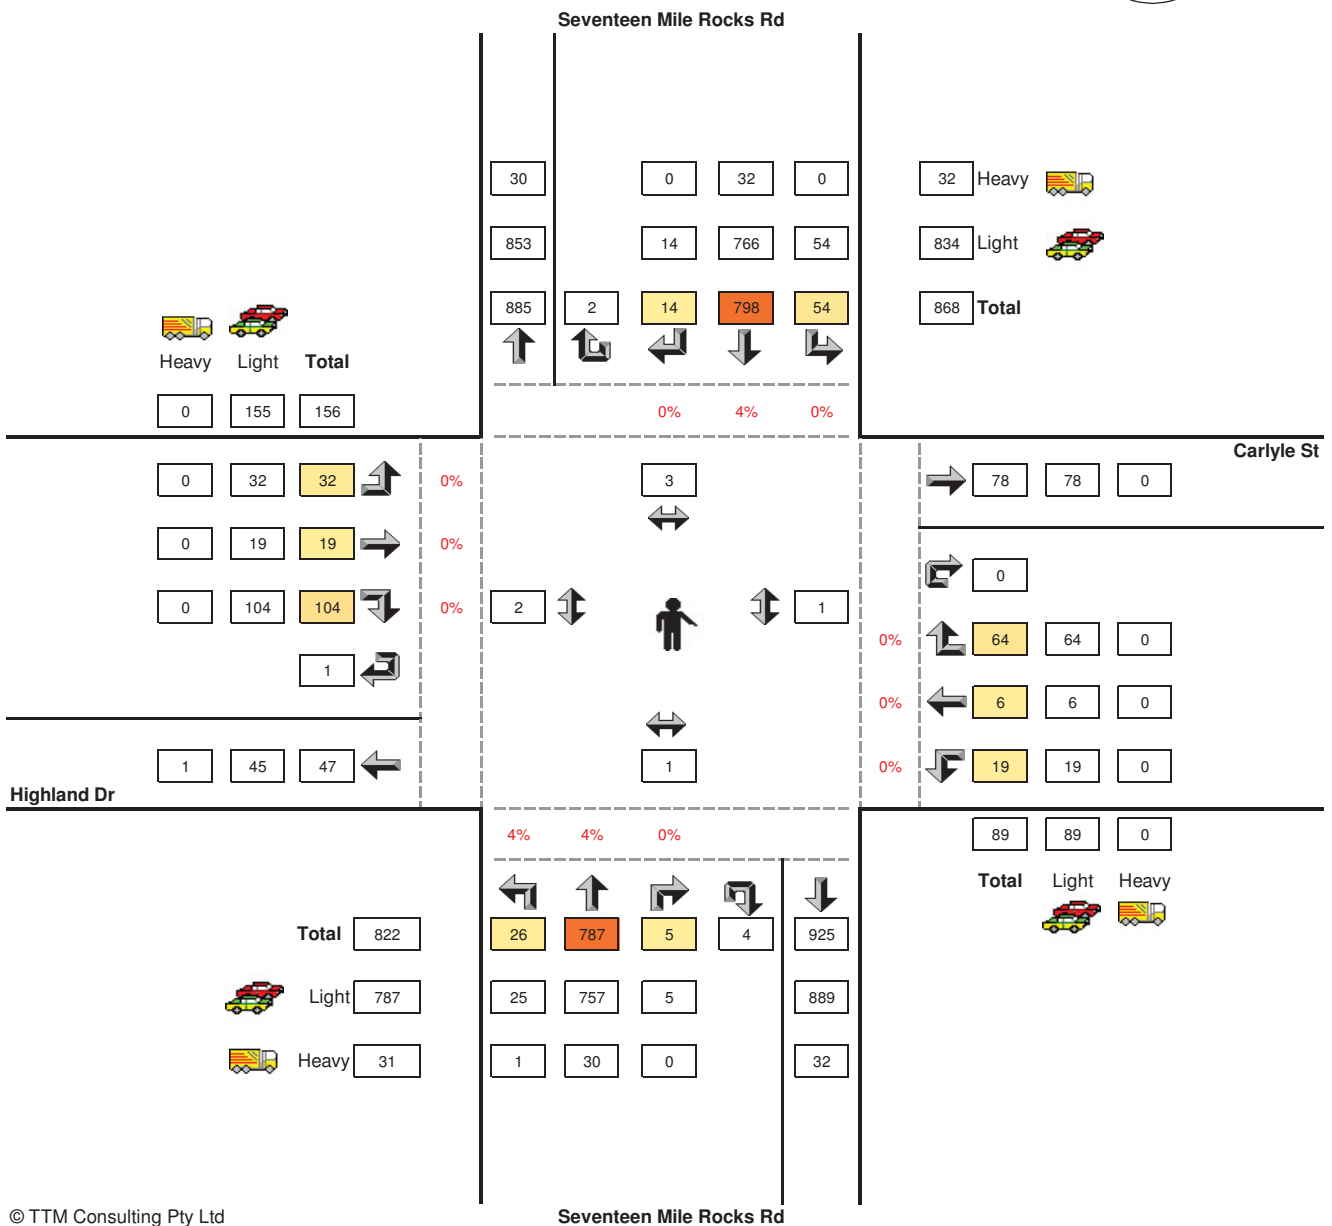 Seventeen Mile Rocks Rd
30 0 32 0 32 Heavy
853 14 766 54 834 Light
885 2 14 798 54 868 Total
Heavy Light Total
0 155 156
0% 4% 0%
Carlyle St
0 32 32 0% 3 78 78 0
0 19 19 0%
0
0 104 104 0% 2 1
0% 64 64 0
1
0% 6 6 0
1 45 47 1 0% 19 19 0
Highland Dr
4% 4% 0% 89 89 0
Total Light Heavy
Total 822 26 787 5 4 925
Light 787 25 757 5 889
Heavy 31 1 30 0 32
© TTM Consulting Pty Ltd
Seventeen Mile Rocks Rd